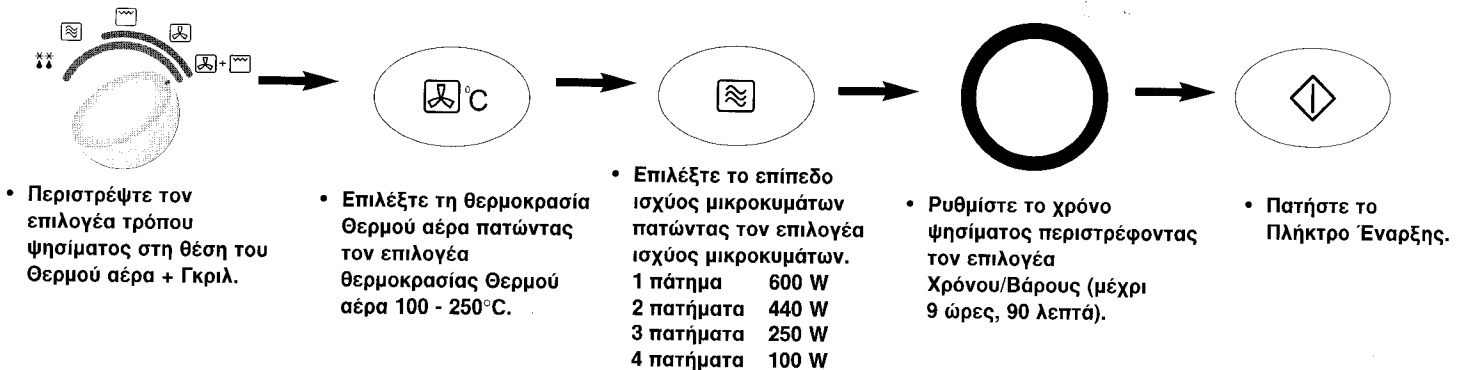 °C
• Περιστρέψτε τον
επιλογέα τρόπου
ψησίματος στη θέση του
Θερμού αέρα + Γκριλ.
• Επιλέξτε τη θερμοκρασία
Θερμού αέρα πατώντας
τον επιλογέα
θερμοκρασίας Θερμού
αέρα 100 - 250°C.
• Επιλέξτε το επίπεδο
ισχύος μικροκυμάτων
πατώντας τον επιλογέα
ισχύος μικροκυμάτων.
1 πάτημα 600 W
2 πατήματα 440 W
3 πατήματα 250 W
4 πατήματα 100 W
• Ρυθμίστε το χρόνο
ψησίματος περιστρέφοντας
τον επιλογέα
Χρόνου/Βάρους (μέχρι
9 ώρες, 90 λεπτά).
• Πατήστε το
Πλήκτρο Έναρξης.